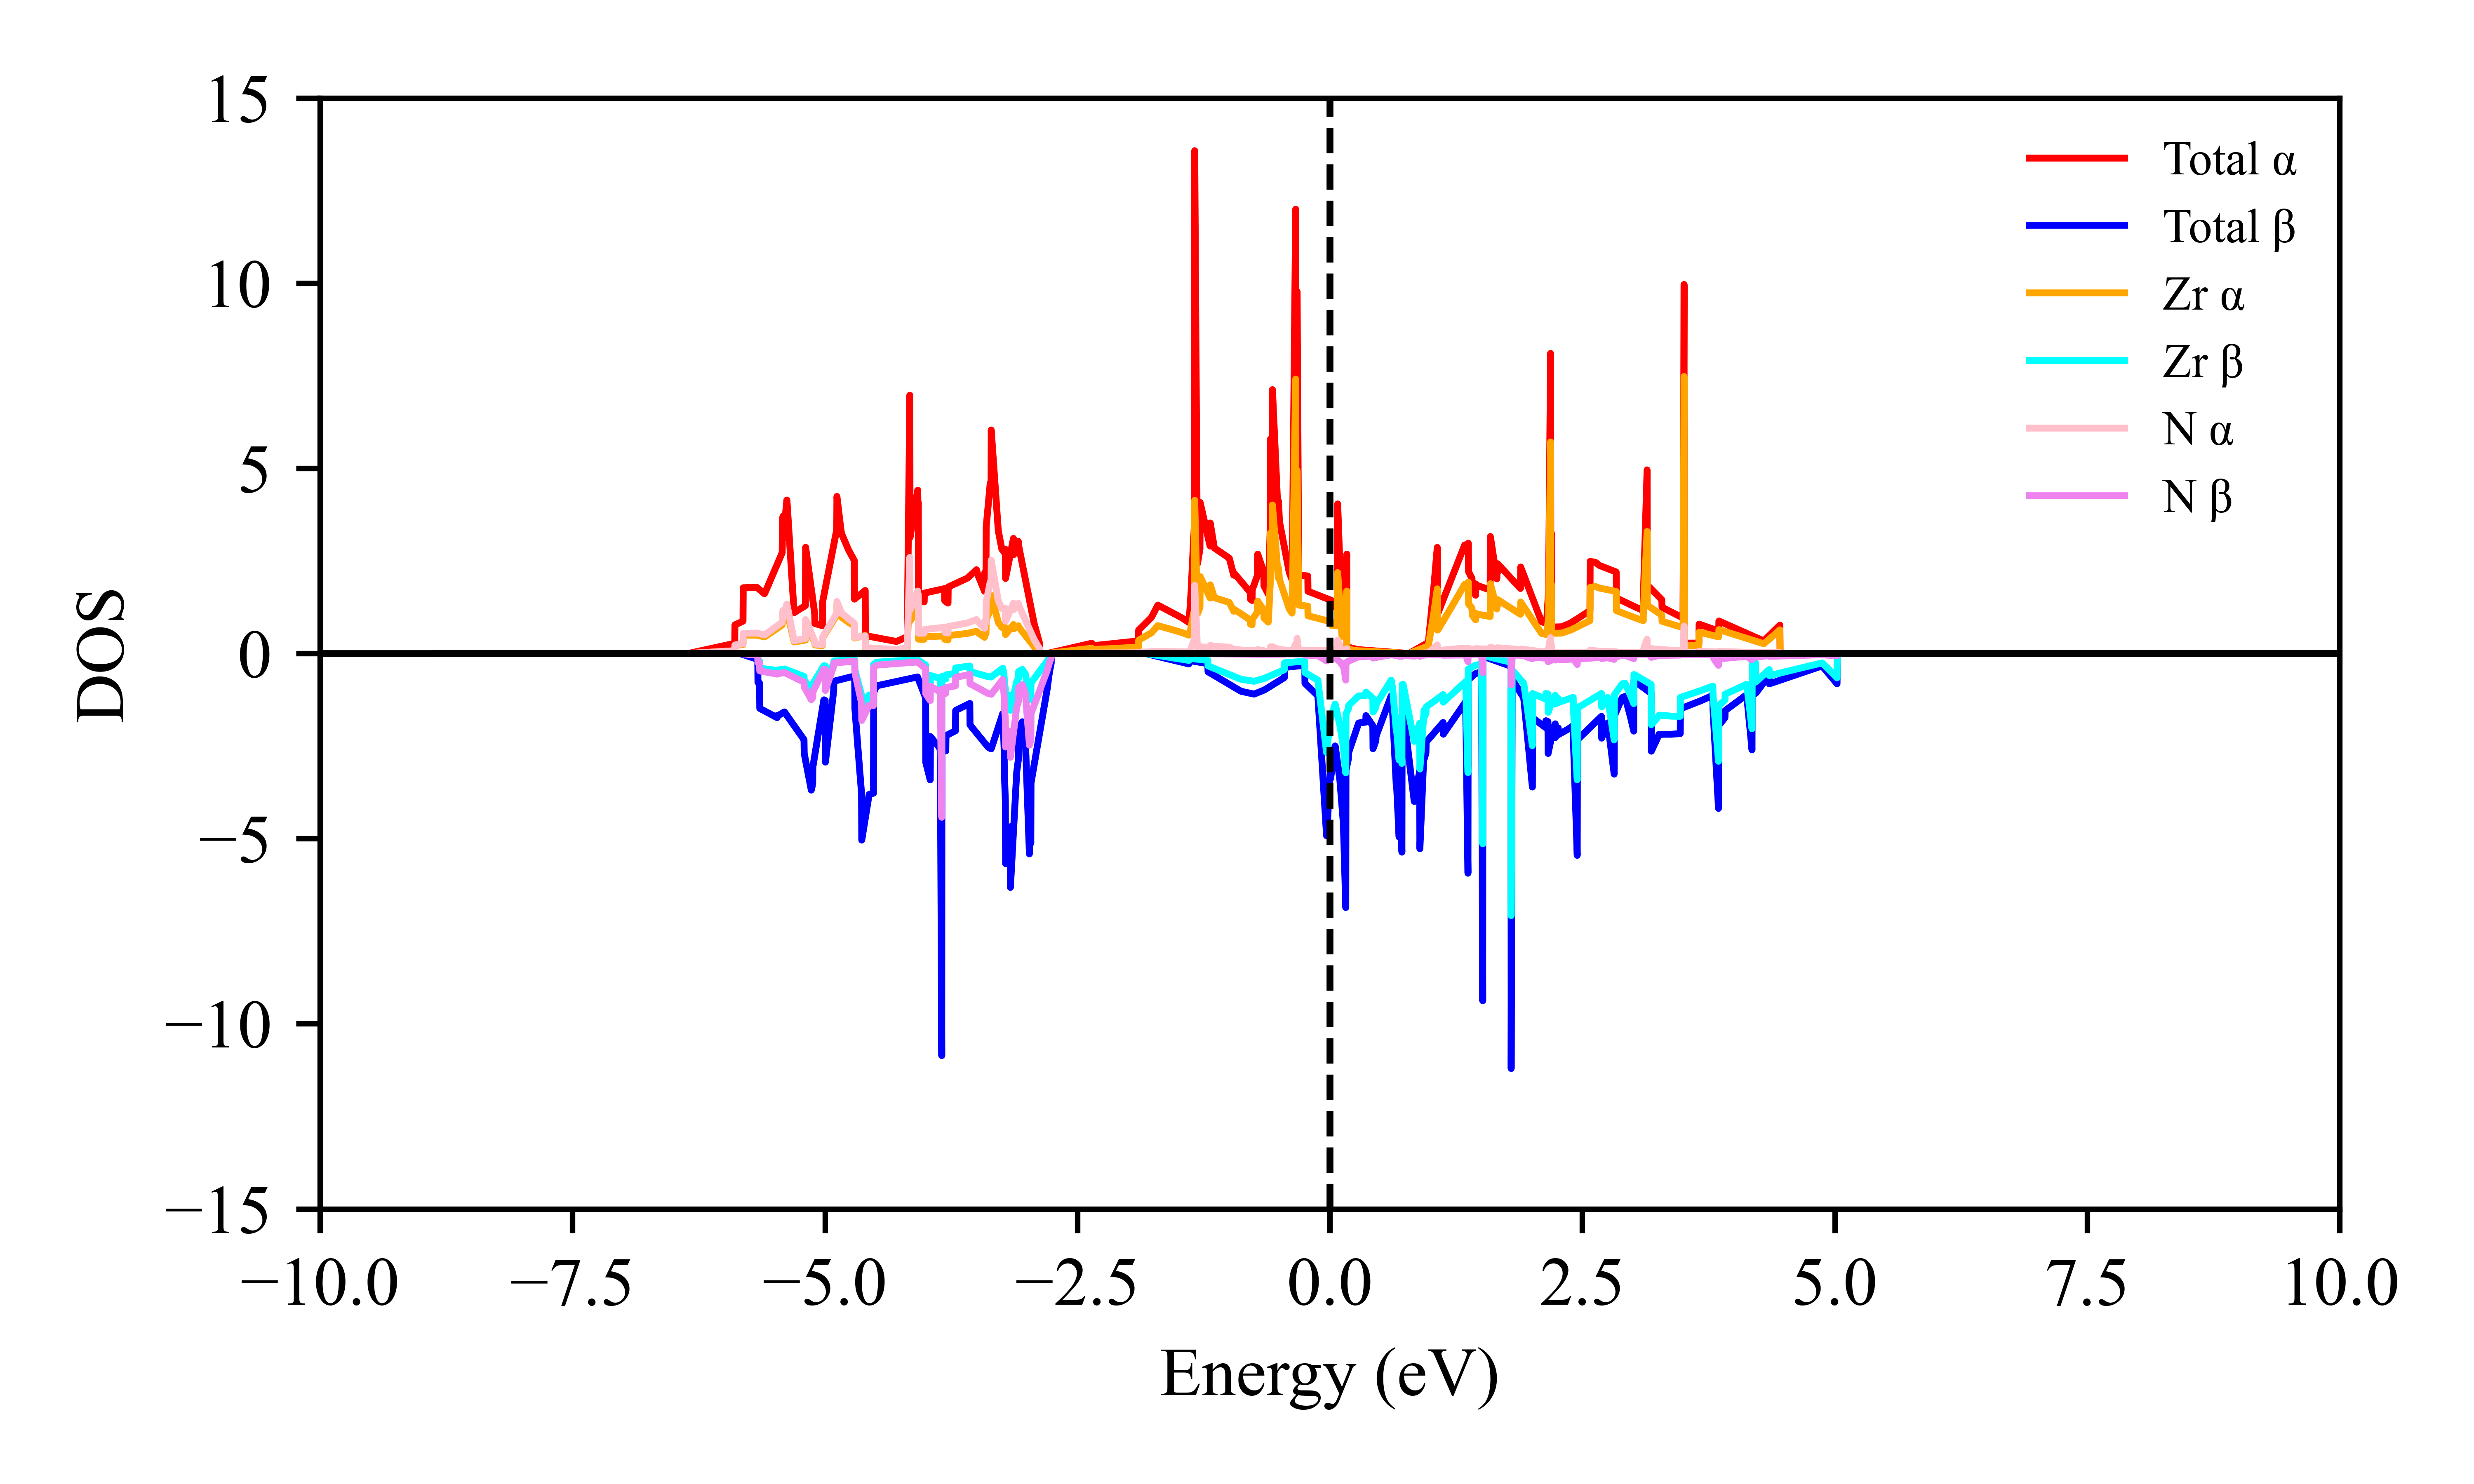 15
10
5
0
−5
−10
−15
DOS
Total α
Total β
Zr α
Zr β
N α
N β
−10.0 −7.5 −5.0 −2.5 0.0 2.5 5.0 7.5 10.0
Energy (eV)